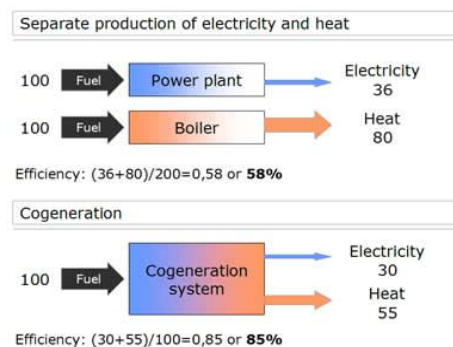 Separate production of electricity and heat
100 Fuel Power plant Electricity
36
100 Fuel Boiler Heat
80
Efficiency: (36+80)/200=0,58 or 58%
Cogeneration
Electricity
30
100 Fuel Cogeneration
system
Heat
55
Efficiency: (30+55)/100=0,85 or 85%